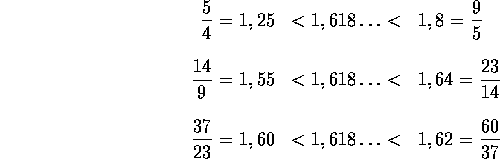 5/4 = 1,25 < 1,618... < 1,8 = 9/5
14/9 = 1,55 < 1,618... < 1,64 = 23/14
37/23 = 1,60 < 1,618... < 1,62 = 60/37